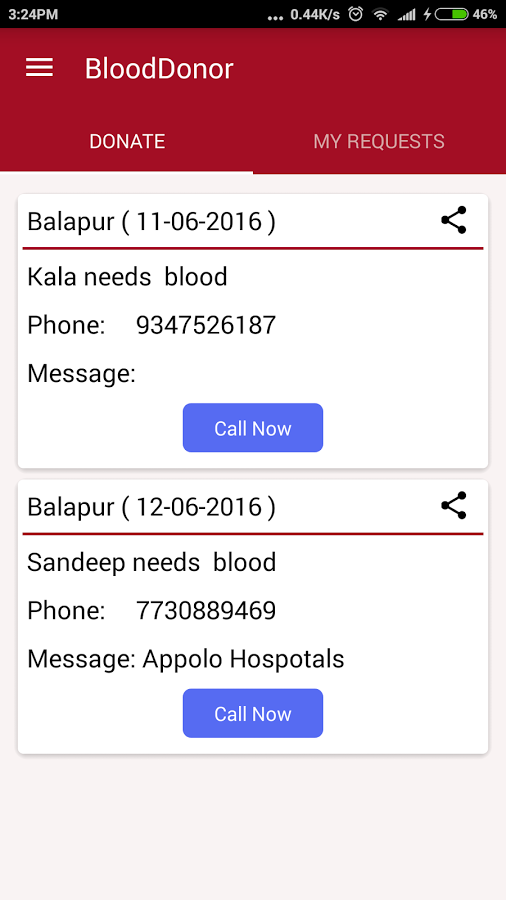 3:24PM ... 0.44K/s 46%
BloodDonor
DONATE MY REQUESTS
Balapur ( 11-06-2016 )
Kala needs  blood
Phone: 9347526187
Message:
Call Now
Balapur ( 12-06-2016 )
Sandeep needs  blood
Phone: 7730889469
Message: Appolo Hospotals
Call Now